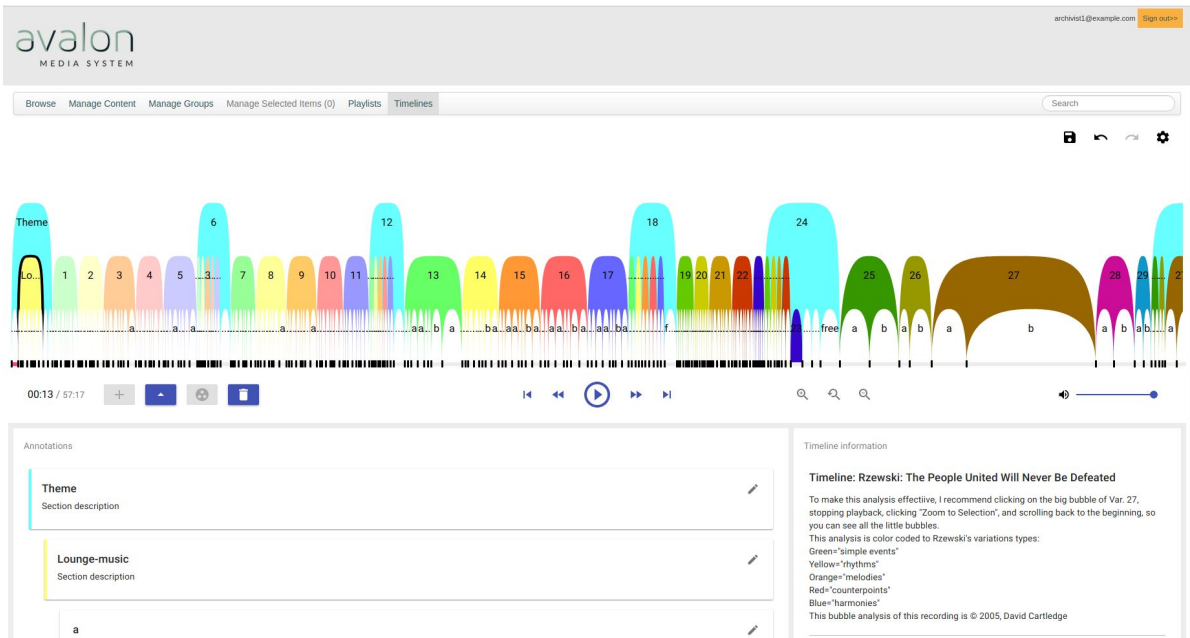 archivist1@example.com Sign out>>
avalon
MEDIA SYSTEM
Browse Manage Content Manage Groups Manage Selected Items (0) Playlists Timelines
Search
Theme 6 12 18 24
Lo... 1 2 3 4 5 ...3... 7 8 9 10 11 13 14 15 16 17 19 20 21 22 25 26 27 28 29
free a b a b a b a b
00:13 / 57:17
Annotations
Theme
Section description
Lounge-music
Section description
a
Timeline information
Timeline: Rzewski: The People United Will Never Be Defeated
To make this analysis effectiive, I recommend clicking on the big bubble of Var. 27,
stopping playback, clicking "Zoom to Selection", and scrolling back to the beginning, so
you can see all the little bubbles.
This analysis is color coded to Rzewski's variations types:
Green="simple events"
Yellow="rhythms"
Orange="melodies"
Red="counterpoints"
Blue="harmonies"
This bubble analysis of this recording is © 2005, David Cartledge